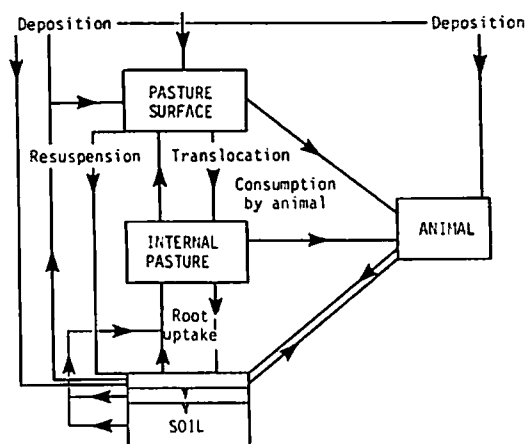 Deposition
Deposition
PASTURE
SURFACE
Resuspension
Translocation
Consumption
by animal
ANIMAL
INTERNAL
PASTURE
Root
uptake
SOIL